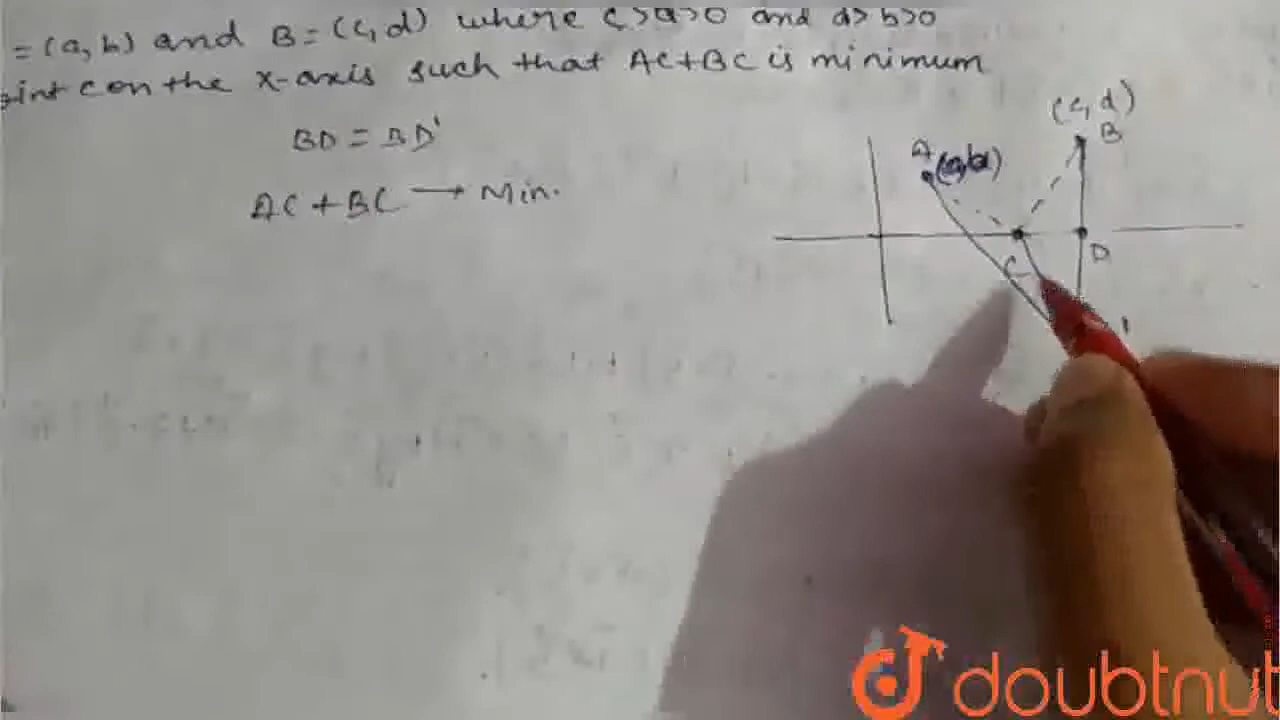 = (a, b) and B = (c, d) where c > a > 0 and d > b > 0
oint C on the X-axis such that AC + BC is minimum
BD = BD'
AC + BC → Min.
(c, d)
B
A
(a, b)
C
D
doubtnut